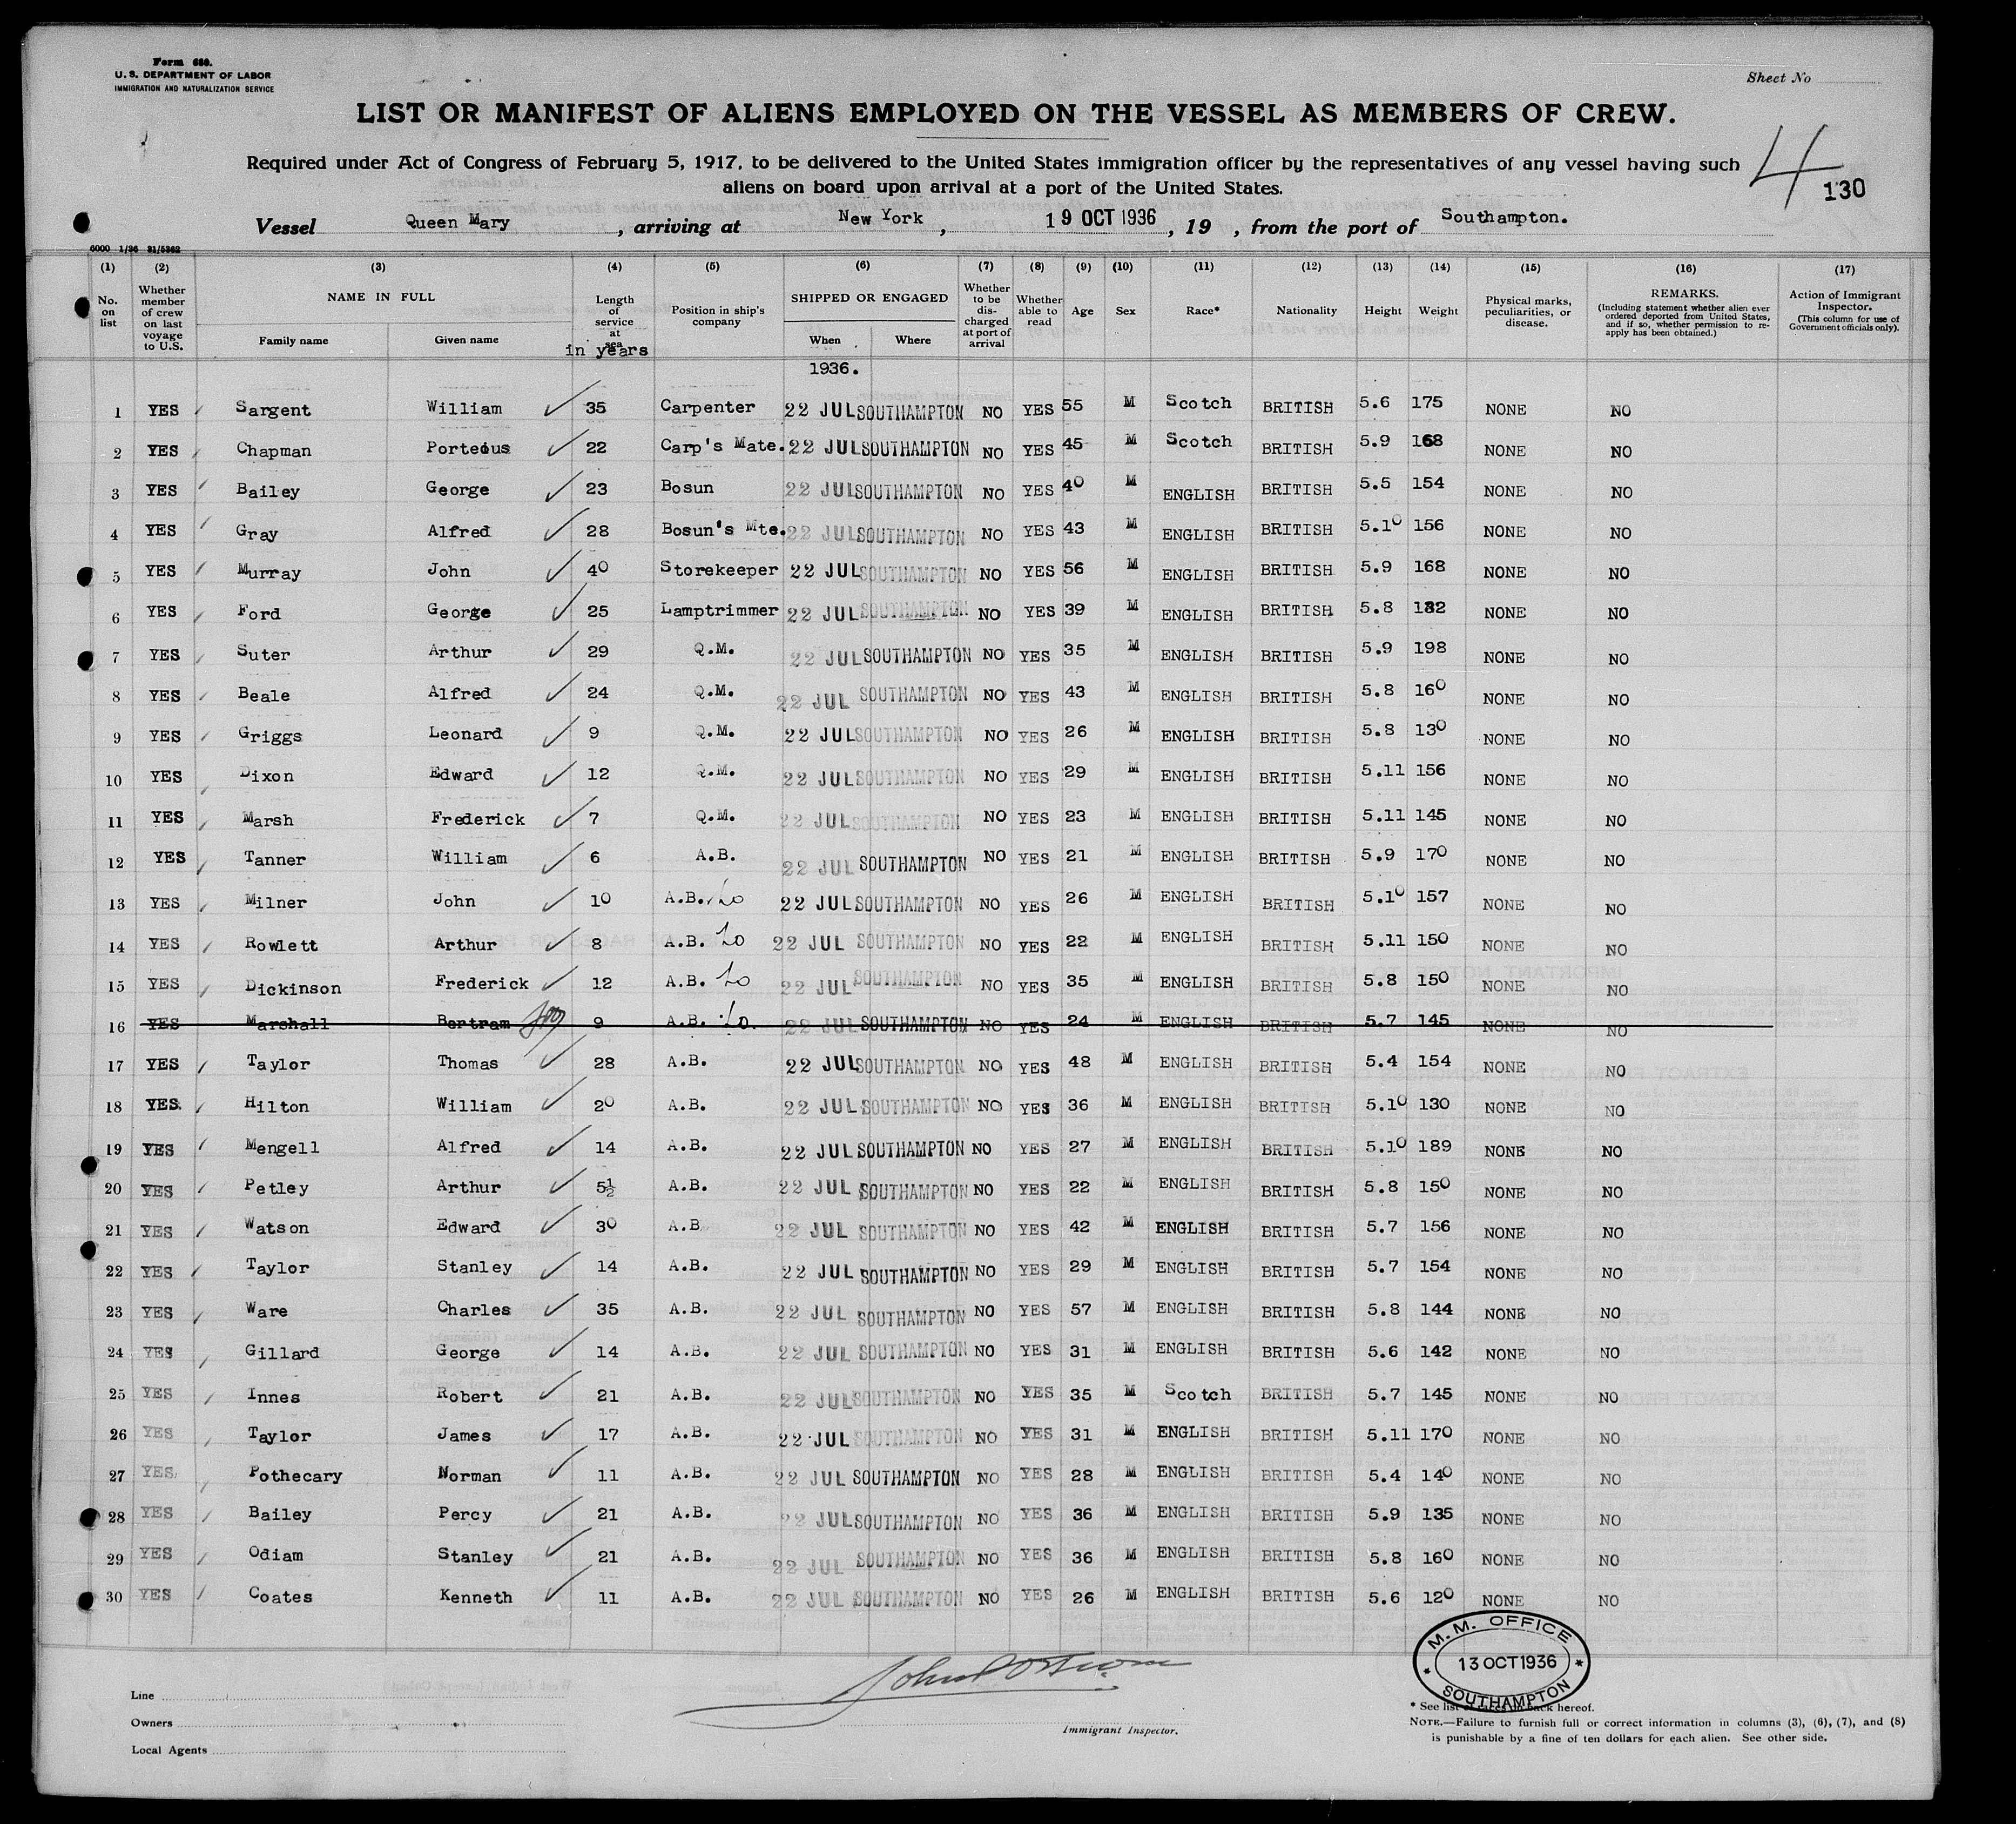 Form 680.
U. S. DEPARTMENT OF LABOR
IMMIGRATION AND NATURALIZATION SERVICE
Sheet No
LIST OR MANIFEST OF ALIENS EMPLOYED ON THE VESSEL AS MEMBERS OF CREW.
Required under Act of Congress of February 5, 1917, to be delivered to the United States immigration officer by the representatives of any vessel having such
aliens on board upon arrival at a port of the United States.
4
130
Vessel Queen Mary, arriving at New York, 19 OCT 1936, 19 , from the port of Southampton.
6000 1/36 31/5362
(1) (2) (3) (4) (5) (6) (7) (8) (9) (10) (11) (12) (13) (14) (15) (16) (17)
No. on list
Whether member of crew on last voyage to U.S.
NAME IN FULL
Family name
Given name
Length of service at sea
in years
Position in ship's company
SHIPPED OR ENGAGED
When
Where
Whether to be discharged at port of arrival
Whether able to read
Age
Sex
Race*
Nationality
Height
Weight
Physical marks, peculiarities, or disease.
REMARKS.
(Including statement whether alien ever ordered deported from United States, and if so, whether permission to reapply has been obtained.)
Action of Immigrant Inspector.
(This column for use of Government officials only).
1936.
1 YES Sargent William 35 Carpenter 22 JUL SOUTHAMPTON NO YES 55 M Scotch BRITISH 5.6 175 NONE NO
2 YES Chapman Porteous 22 Carp's Mate. 22 JUL SOUTHAMPTON NO YES 45 M Scotch BRITISH 5.9 168 NONE NO
3 YES Bailey George 23 Bosun 22 JUL SOUTHAMPTON NO YES 40 M ENGLISH BRITISH 5.5 154 NONE NO
4 YES Gray Alfred 28 Bosun's Mte. 22 JUL SOUTHAMPTON NO YES 43 M ENGLISH BRITISH 5.10 156 NONE NO
5 YES Murray John 40 Storekeeper 22 JUL SOUTHAMPTON NO YES 56 M ENGLISH BRITISH 5.9 168 NONE NO
6 YES Ford George 25 Lamptrimmer 22 JUL SOUTHAMPTON NO YES 39 M ENGLISH BRITISH 5.8 182 NONE NO
7 YES Suter Arthur 29 Q.M. 22 JUL SOUTHAMPTON NO YES 35 M ENGLISH BRITISH 5.9 198 NONE NO
8 YES Beale Alfred 24 Q.M. 22 JUL SOUTHAMPTON NO YES 43 M ENGLISH BRITISH 5.8 160 NONE NO
9 YES Griggs Leonard 9 Q.M. 22 JUL SOUTHAMPTON NO YES 26 M ENGLISH BRITISH 5.8 130 NONE NO
10 YES Dixon Edward 12 Q.M. 22 JUL SOUTHAMPTON NO YES 29 M ENGLISH BRITISH 5.11 156 NONE NO
11 YES Marsh Frederick 7 Q.M. 22 JUL SOUTHAMPTON NO YES 23 M ENGLISH BRITISH 5.11 145 NONE NO
12 YES Tanner William 6 A.B. 22 JUL SOUTHAMPTON NO YES 21 M ENGLISH BRITISH 5.9 170 NONE NO
13 YES Milner John 10 A.B. Lo 22 JUL SOUTHAMPTON NO YES 26 M ENGLISH BRITISH 5.10 157 NONE NO
14 YES Rowlett Arthur 8 A.B. Lo 22 JUL SOUTHAMPTON NO YES 22 M ENGLISH BRITISH 5.11 150 NONE NO
15 YES Dickinson Frederick 12 A.B. Lo 22 JUL SOUTHAMPTON NO YES 35 M ENGLISH BRITISH 5.8 150 NONE NO
16 YES Marshall Bertram 9 A.B. Lo. 22 JUL SOUTHAMPTON NO YES 24 M ENGLISH BRITISH 5.7 145 NONE NO
17 YES Taylor Thomas 28 A.B. 22 JUL SOUTHAMPTON NO YES 48 M ENGLISH BRITISH 5.4 154 NONE NO
18 YES. Hilton William 20 A.B. 22 JUL SOUTHAMPTON NO YES 36 M ENGLISH BRITISH 5.10 130 NONE NO
19 YES Mengell Alfred 14 A.B. 22 JUL SOUTHAMPTON NO YES 27 M ENGLISH BRITISH 5.10 189 NONE NO
20 YES Petley Arthur 5½ A.B. 22 JUL SOUTHAMPTON NO YES 22 M ENGLISH BRITISH 5.8 150 NONE NO
21 YES Watson Edward 30 A.B 22 JUL SOUTHAMPTON NO YES 42 M ENGLISH BRITISH 5.7 156 NONE NO
22 YES Taylor Stanley 14 A.B. 22 JUL SOUTHAMPTON NO YES 29 M ENGLISH BRITISH 5.7 154 NONE NO
23 YES Ware Charles 35 A.B. 22 JUL SOUTHAMPTON NO YES 57 M ENGLISH BRITISH 5.8 144 NONE NO
24 YES Gillard George 14 A.B. 22 JUL SOUTHAMPTON NO YES 31 M ENGLISH BRITISH 5.6 142 NONE NO
25 YES Innes Robert 21 A.B. 22 JUL SOUTHAMPTON NO YES 35 M Scotch BRITISH 5.7 145 NONE NO
26 YES Taylor James 17 A.B. 22 JUL SOUTHAMPTON NO YES 31 M ENGLISH BRITISH 5.11 170 NONE NO
27 YES Pothecary Norman 11 A.B. 22 JUL SOUTHAMPTON NO YES 28 M ENGLISH BRITISH 5.4 140 NONE NO
28 YES Bailey Percy 21 A.B. 22 JUL SOUTHAMPTON NO YES 36 M ENGLISH BRITISH 5.9 135 NONE NO
29 YES Odiam Stanley 21 A.B. 22 JUL SOUTHAMPTON NO YES 36 M ENGLISH BRITISH 5.8 160 NONE NO
30 YES Coates Kenneth 11 A.B. 22 JUL SOUTHAMPTON NO YES 26 M ENGLISH BRITISH 5.6 120 NONE NO
M. M. OFFICE
13 OCT 1936
SOUTHAMPTON
Line
Owners
Local Agents
Immigrant Inspector.
* See list of races on back hereof.
NOTE.—Failure to furnish full or correct information in columns (3), (6), (7), and (8)
is punishable by a fine of ten dollars for each alien. See other side.